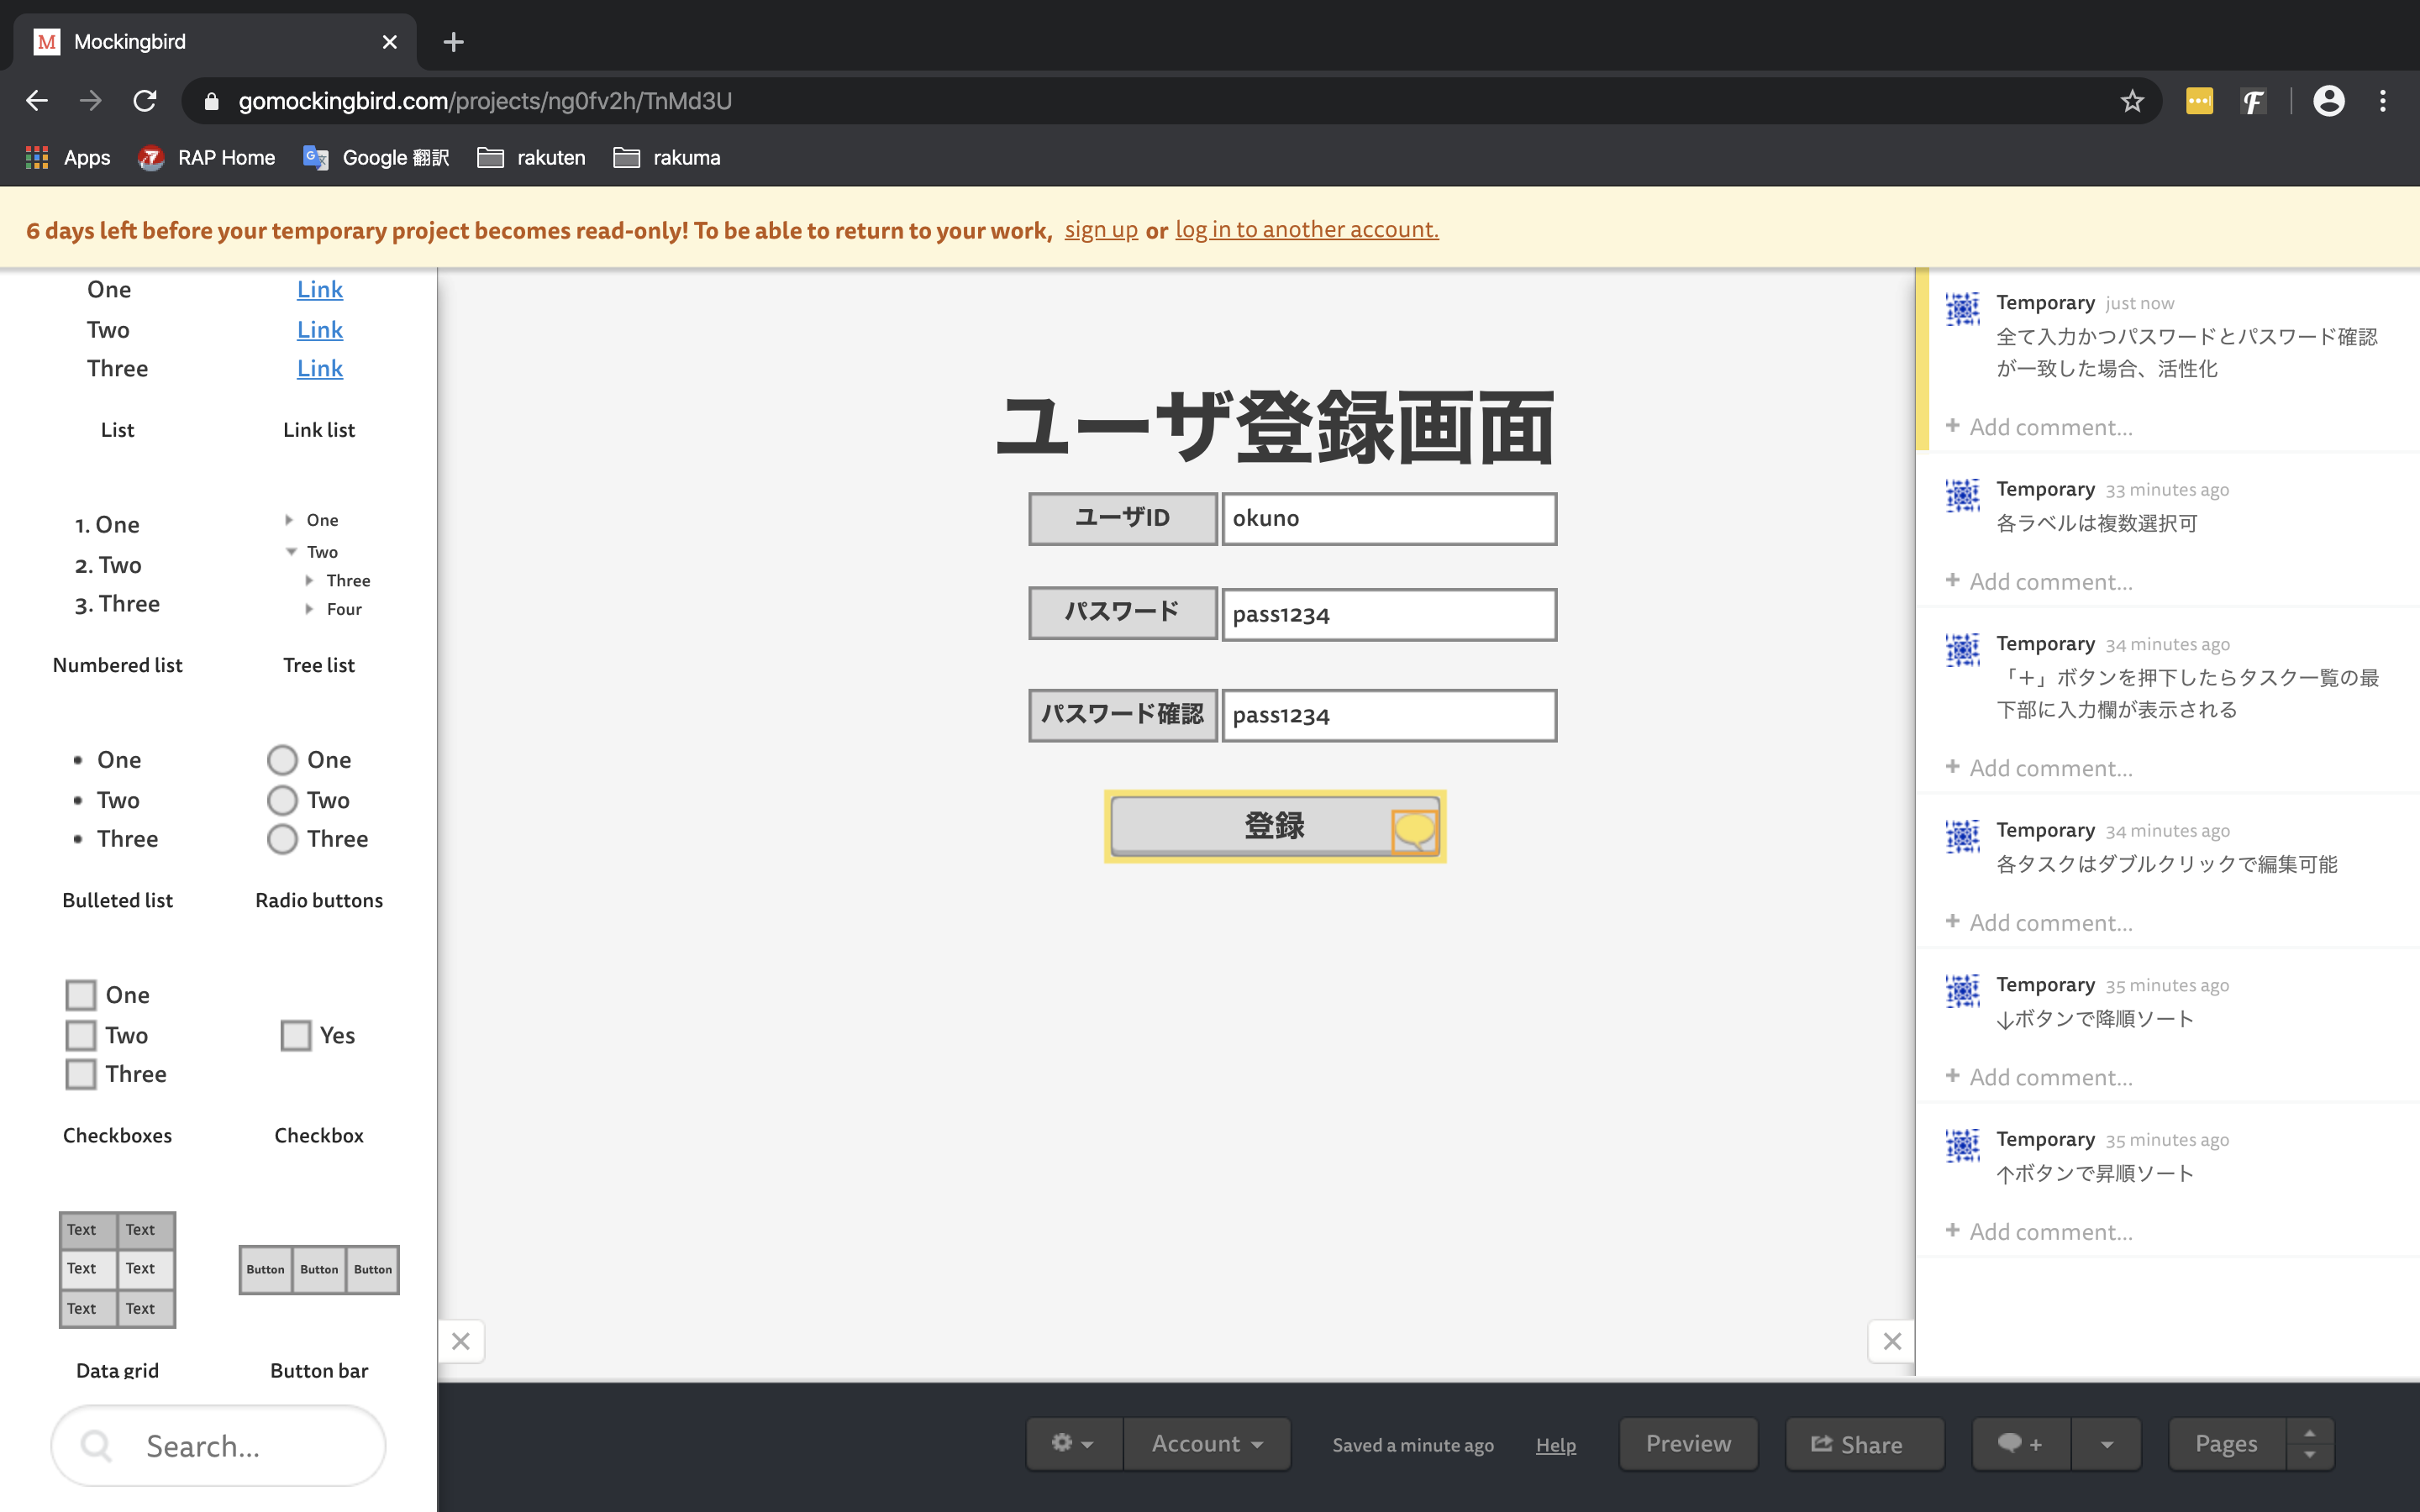 M Mockingbird
gomockingbird.com/projects/ng0fv2h/TnMd3U
Apps RAP Home Google 翻訳 rakuten rakuma
6 days left before your temporary project becomes read-only! To be able to return to your work, sign up or log in to another account.
One
Two
Three
List
Link
Link
Link
Link list
1. One
2. Two
3. Three
Numbered list
One
Two
Three
Four
Tree list
One
Two
Three
Bulleted list
One
Two
Three
Radio buttons
One
Two
Three
Checkboxes
Yes
Checkbox
Text Text
Text Text
Text Text
Data grid
Button Button Button
Button bar
Search...
ユーザ登録画面
ユーザID okuno
パスワード pass1234
パスワード確認 pass1234
登録
Temporary just now
全て入力かつパスワードとパスワード確認
が一致した場合、活性化
+ Add comment...
Temporary 33 minutes ago
各ラベルは複数選択可
+ Add comment...
Temporary 34 minutes ago
「＋」ボタンを押下したらタスク一覧の最
下部に入力欄が表示される
+ Add comment...
Temporary 34 minutes ago
各タスクはダブルクリックで編集可能
+ Add comment...
Temporary 35 minutes ago
↓ボタンで降順ソート
+ Add comment...
Temporary 35 minutes ago
↑ボタンで昇順ソート
+ Add comment...
Account Saved a minute ago Help Preview Share + Pages